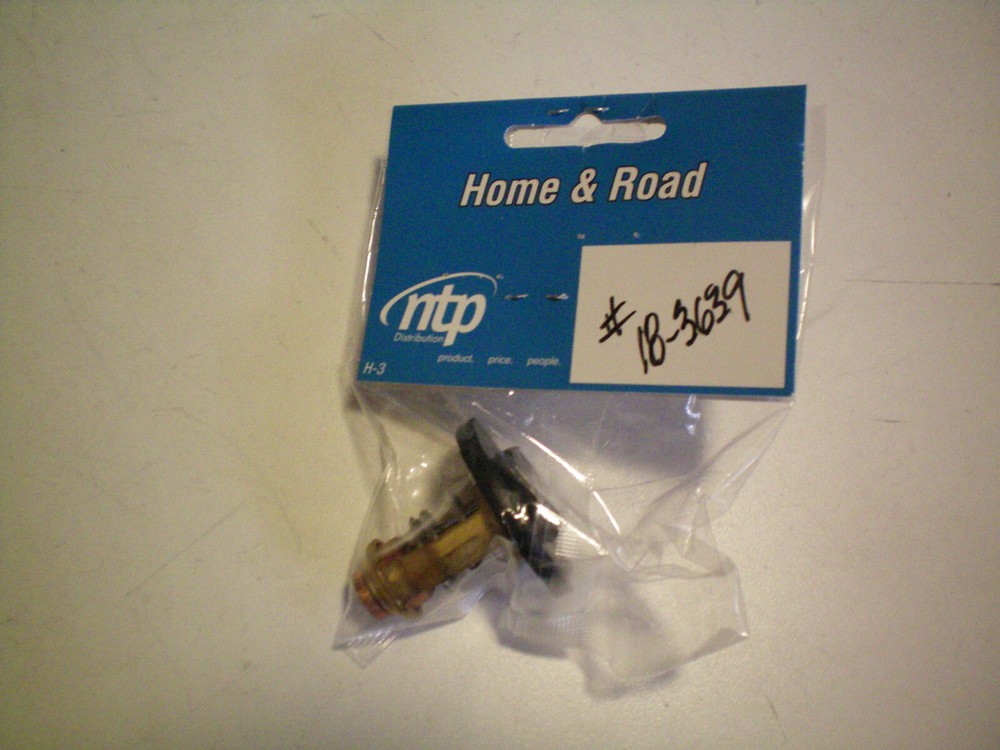 Home & Road
ntp
Distribution
product. price. people.
H-3
#
18-3639